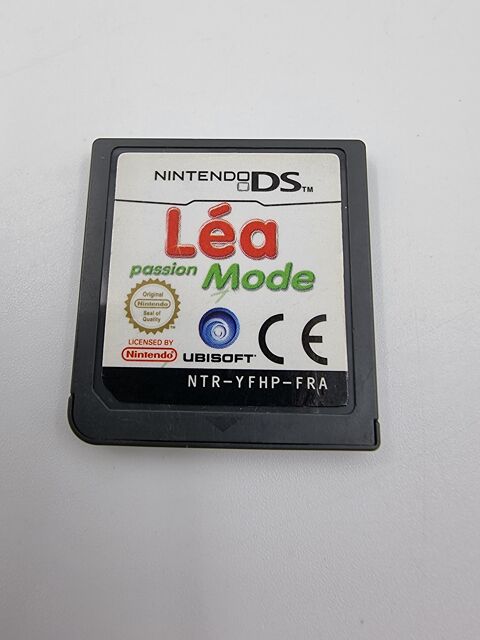 NINTENDO DS™
Léa
passion Mode
Original
Nintendo
Seal of
Quality
LICENSED BY
Nintendo
UBISOFT
CE
NTR-YFHP-FRA